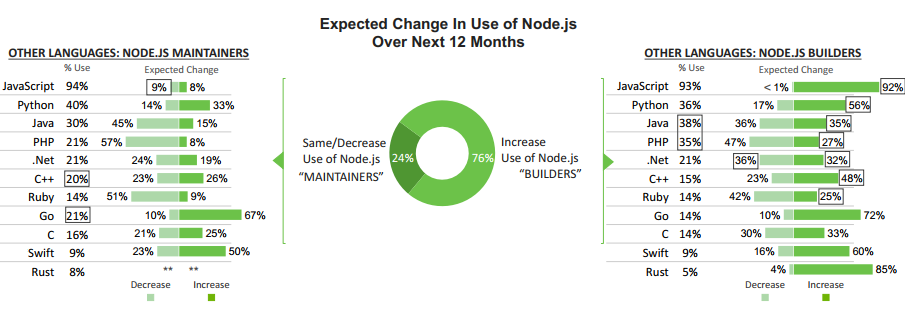 Expected Change In Use of Node.js
Over Next 12 Months
OTHER LANGUAGES: NODE.JS MAINTAINERS
% Use Expected Change
JavaScript 94% 9% 8%
Python 40% 14% 33%
Java 30% 45% 15%
PHP 21% 57% 8%
.Net 21% 24% 19%
C++ 20% 23% 26%
Ruby 14% 51% 9%
Go 21% 10% 67%
C 16% 21% 25%
Swift 9% 23% 50%
Rust 8% ** **
Decrease Increase
Same/Decrease
Use of Node.js
“MAINTAINERS”
24%
76%
Increase
Use of Node.js
“BUILDERS”
OTHER LANGUAGES: NODE.JS BUILDERS
% Use Expected Change
JavaScript 93% < 1% 92%
Python 36% 17% 56%
Java 38% 36% 35%
PHP 35% 47% 27%
.Net 21% 36% 32%
C++ 15% 23% 48%
Ruby 14% 42% 25%
Go 14% 10% 72%
C 14% 30% 33%
Swift 9% 16% 60%
Rust 5% 4% 85%
Decrease Increase